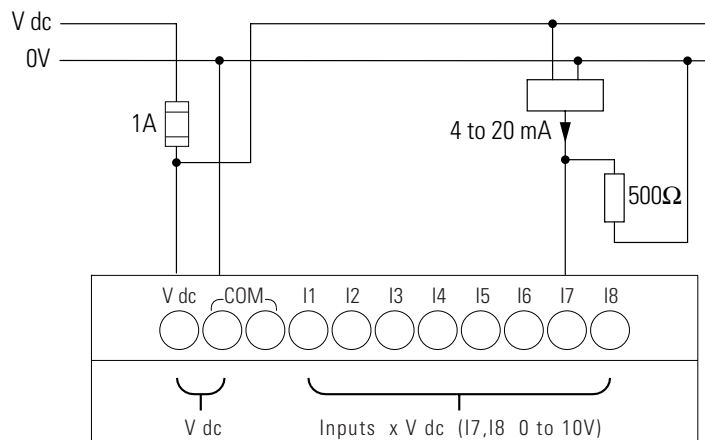 V dc
0V
1A
4 to 20 mA
500Ω
V dc COM I1 I2 I3 I4 I5 I6 I7 I8
V dc Inputs x V dc (I7,I8 0 to 10V)